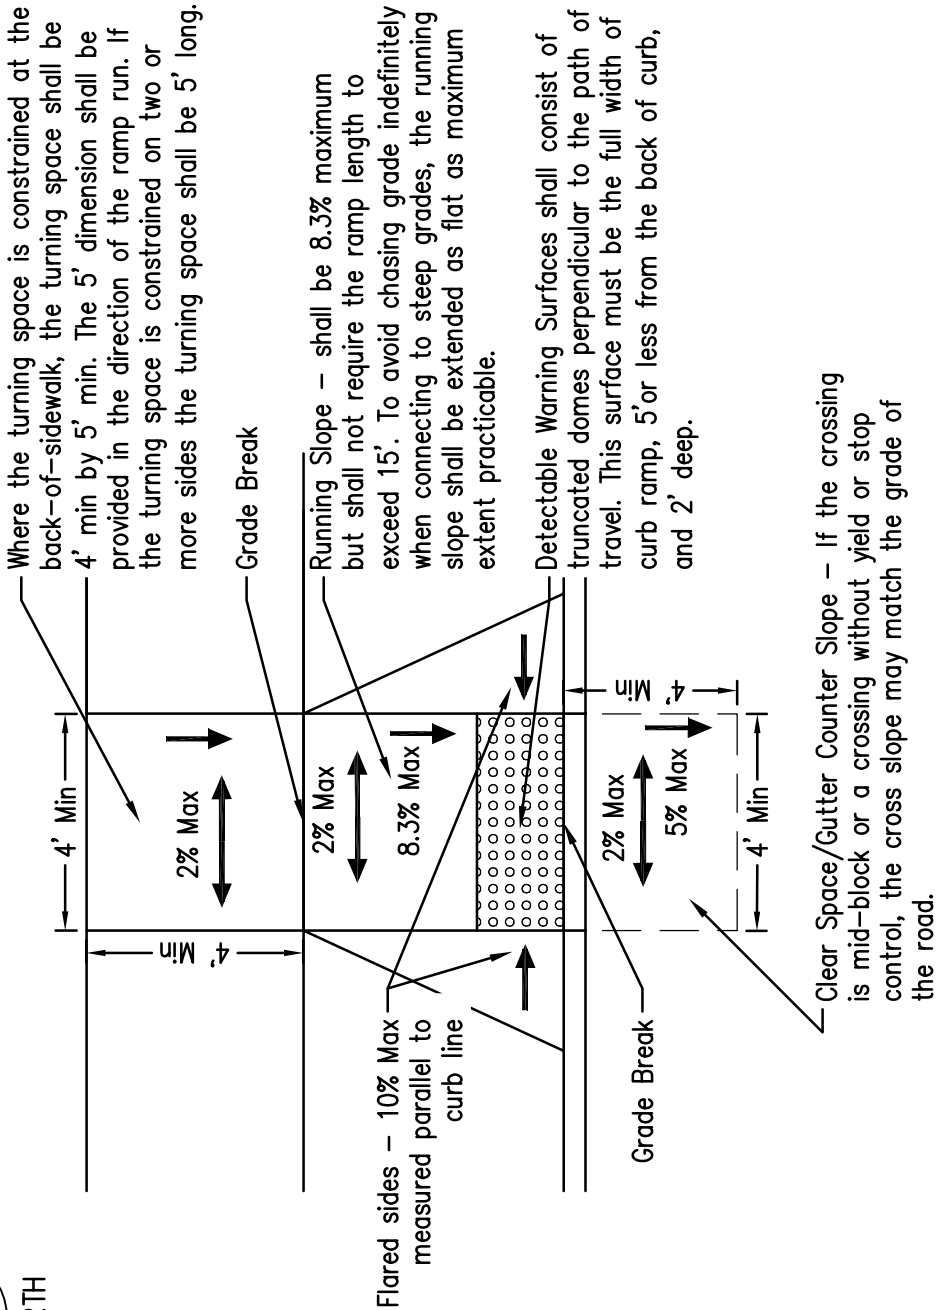 Where the turning space is constrained at the
back-of-sidewalk, the turning space shall be
4' min by 5' min. The 5' dimension shall be
provided in the direction of the ramp run. If
the turning space is constrained on two or
more sides the turning space shall be 5' long.
Grade Break
Running Slope - shall be 8.3% maximum
but shall not require the ramp length to
exceed 15'. To avoid chasing grade indefinitely
when connecting to steep grades, the running
slope shall be extended as flat as maximum
extent practicable.
Detectable Warning Surfaces shall consist of
truncated domes perpendicular to the path of
travel. This surface must be the full width of
curb ramp, 5'or less from the back of curb,
and 2' deep.
4' Min
4' Min
2% Max
2% Max
8.3% Max
4' Min
2% Max
5% Max
4' Min
Flared sides - 10% Max
measured parallel to
curb line
Grade Break
Clear Space/Gutter Counter Slope - If the crossing
is mid-block or a crossing without yield or stop
control, the cross slope may match the grade of
the road.